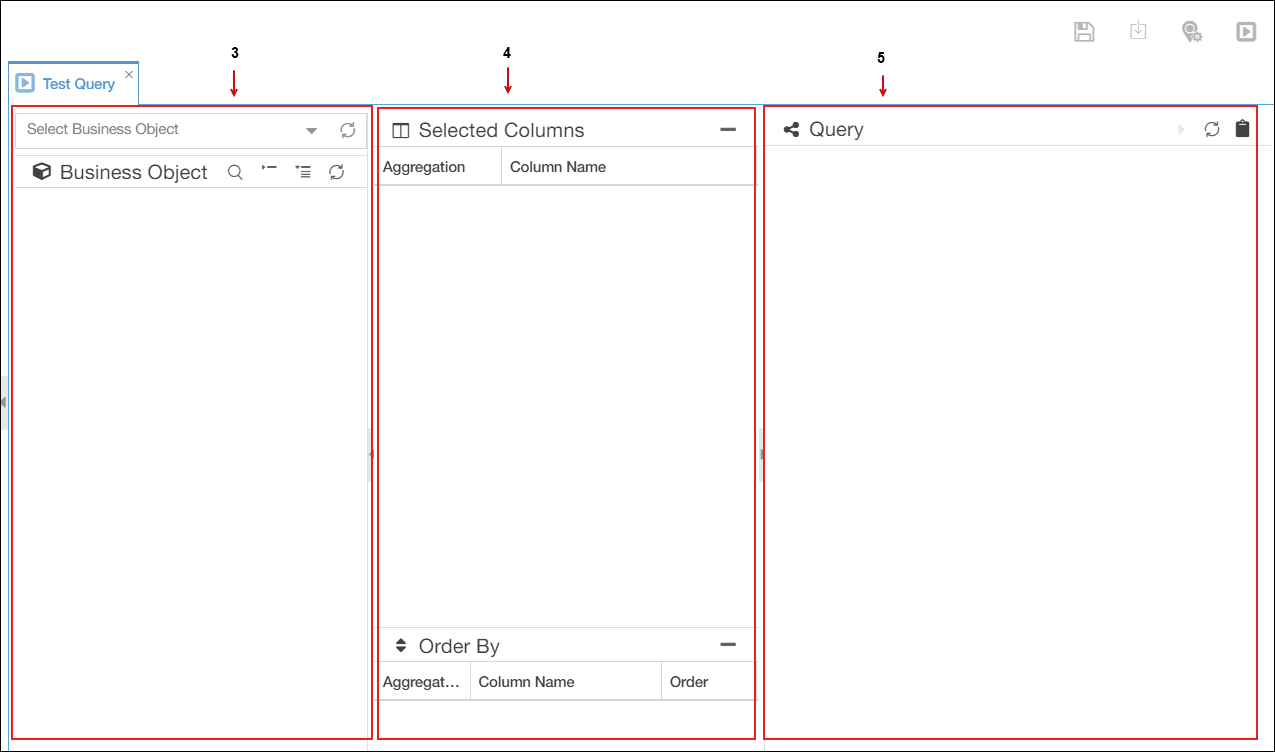 3
4
5
Test Query
Select Business Object
Business Object
Selected Columns
Aggregation Column Name
Order By
Aggregat... Column Name Order
Query